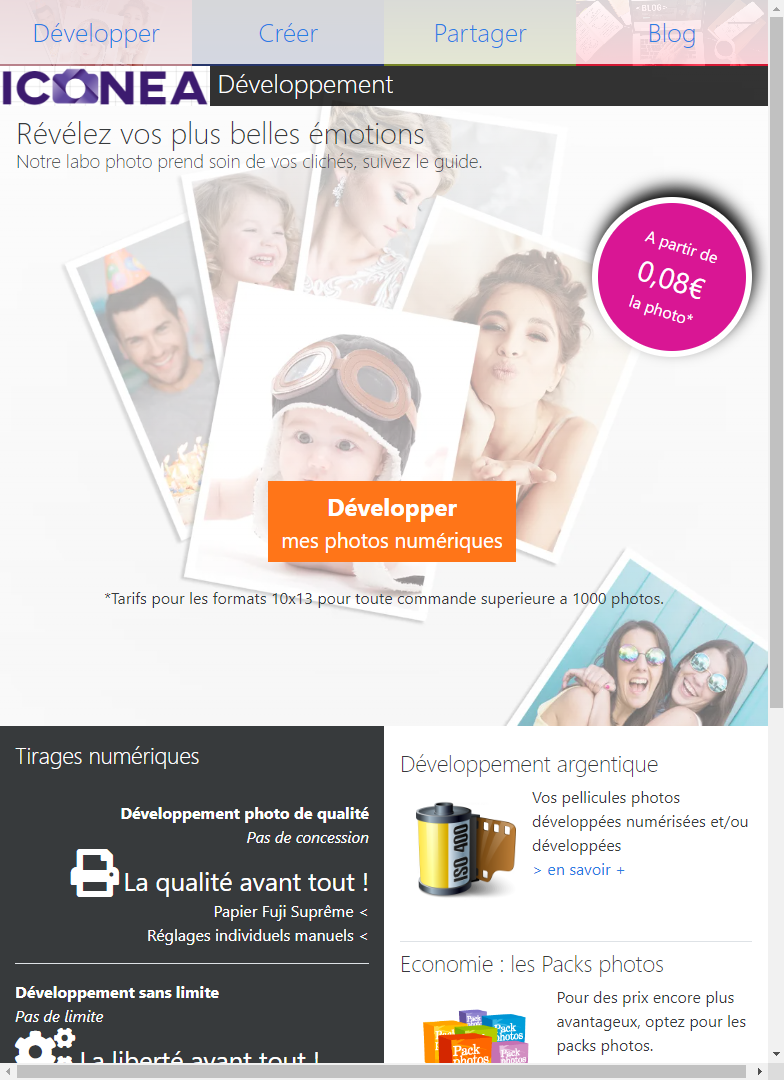 Développer
Créer
Partager
BLOG
Blog
ICONEA
Développement
Révélez vos plus belles émotions
Notre labo photo prend soin de vos clichés, suivez le guide.
A partir de
0,08€
la photo*
Développer
mes photos numériques
*Tarifs pour les formats 10x13 pour toute commande superieure a 1000 photos.
Tirages numériques
Développement photo de qualité
Pas de concession
La qualité avant tout !
Papier Fuji Suprême <
Réglages individuels manuels <
Développement sans limite
Pas de limite
La liberté avant tout !
Développement argentique
ISO 400
Vos pellicules photos
développées numérisées et/ou
développées
> en savoir +
Economie : les Packs photos
Pack
photos
Pack
photos
Pack
photos
Pour des prix encore plus
avantageux, optez pour les
packs photos.